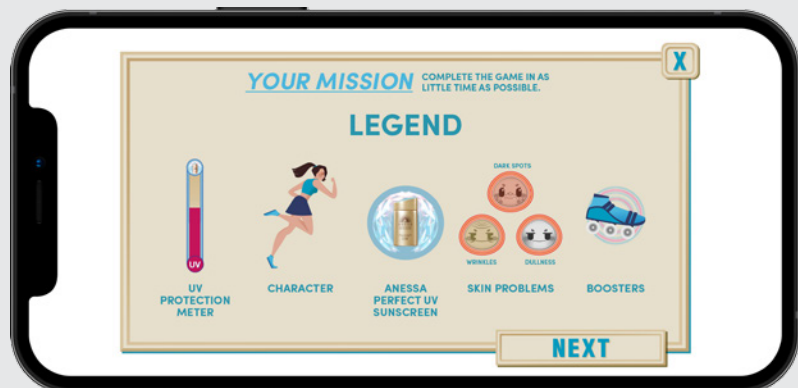 X
YOUR MISSION
COMPLETE THE GAME IN AS
LITTLE TIME AS POSSIBLE.
LEGEND
UV
UV
PROTECTION
METER
CHARACTER
ANESSA
PERFECT UV
SUNSCREEN
DARK SPOTS
WRINKLES
DULLNESS
SKIN PROBLEMS
BOOSTERS
NEXT